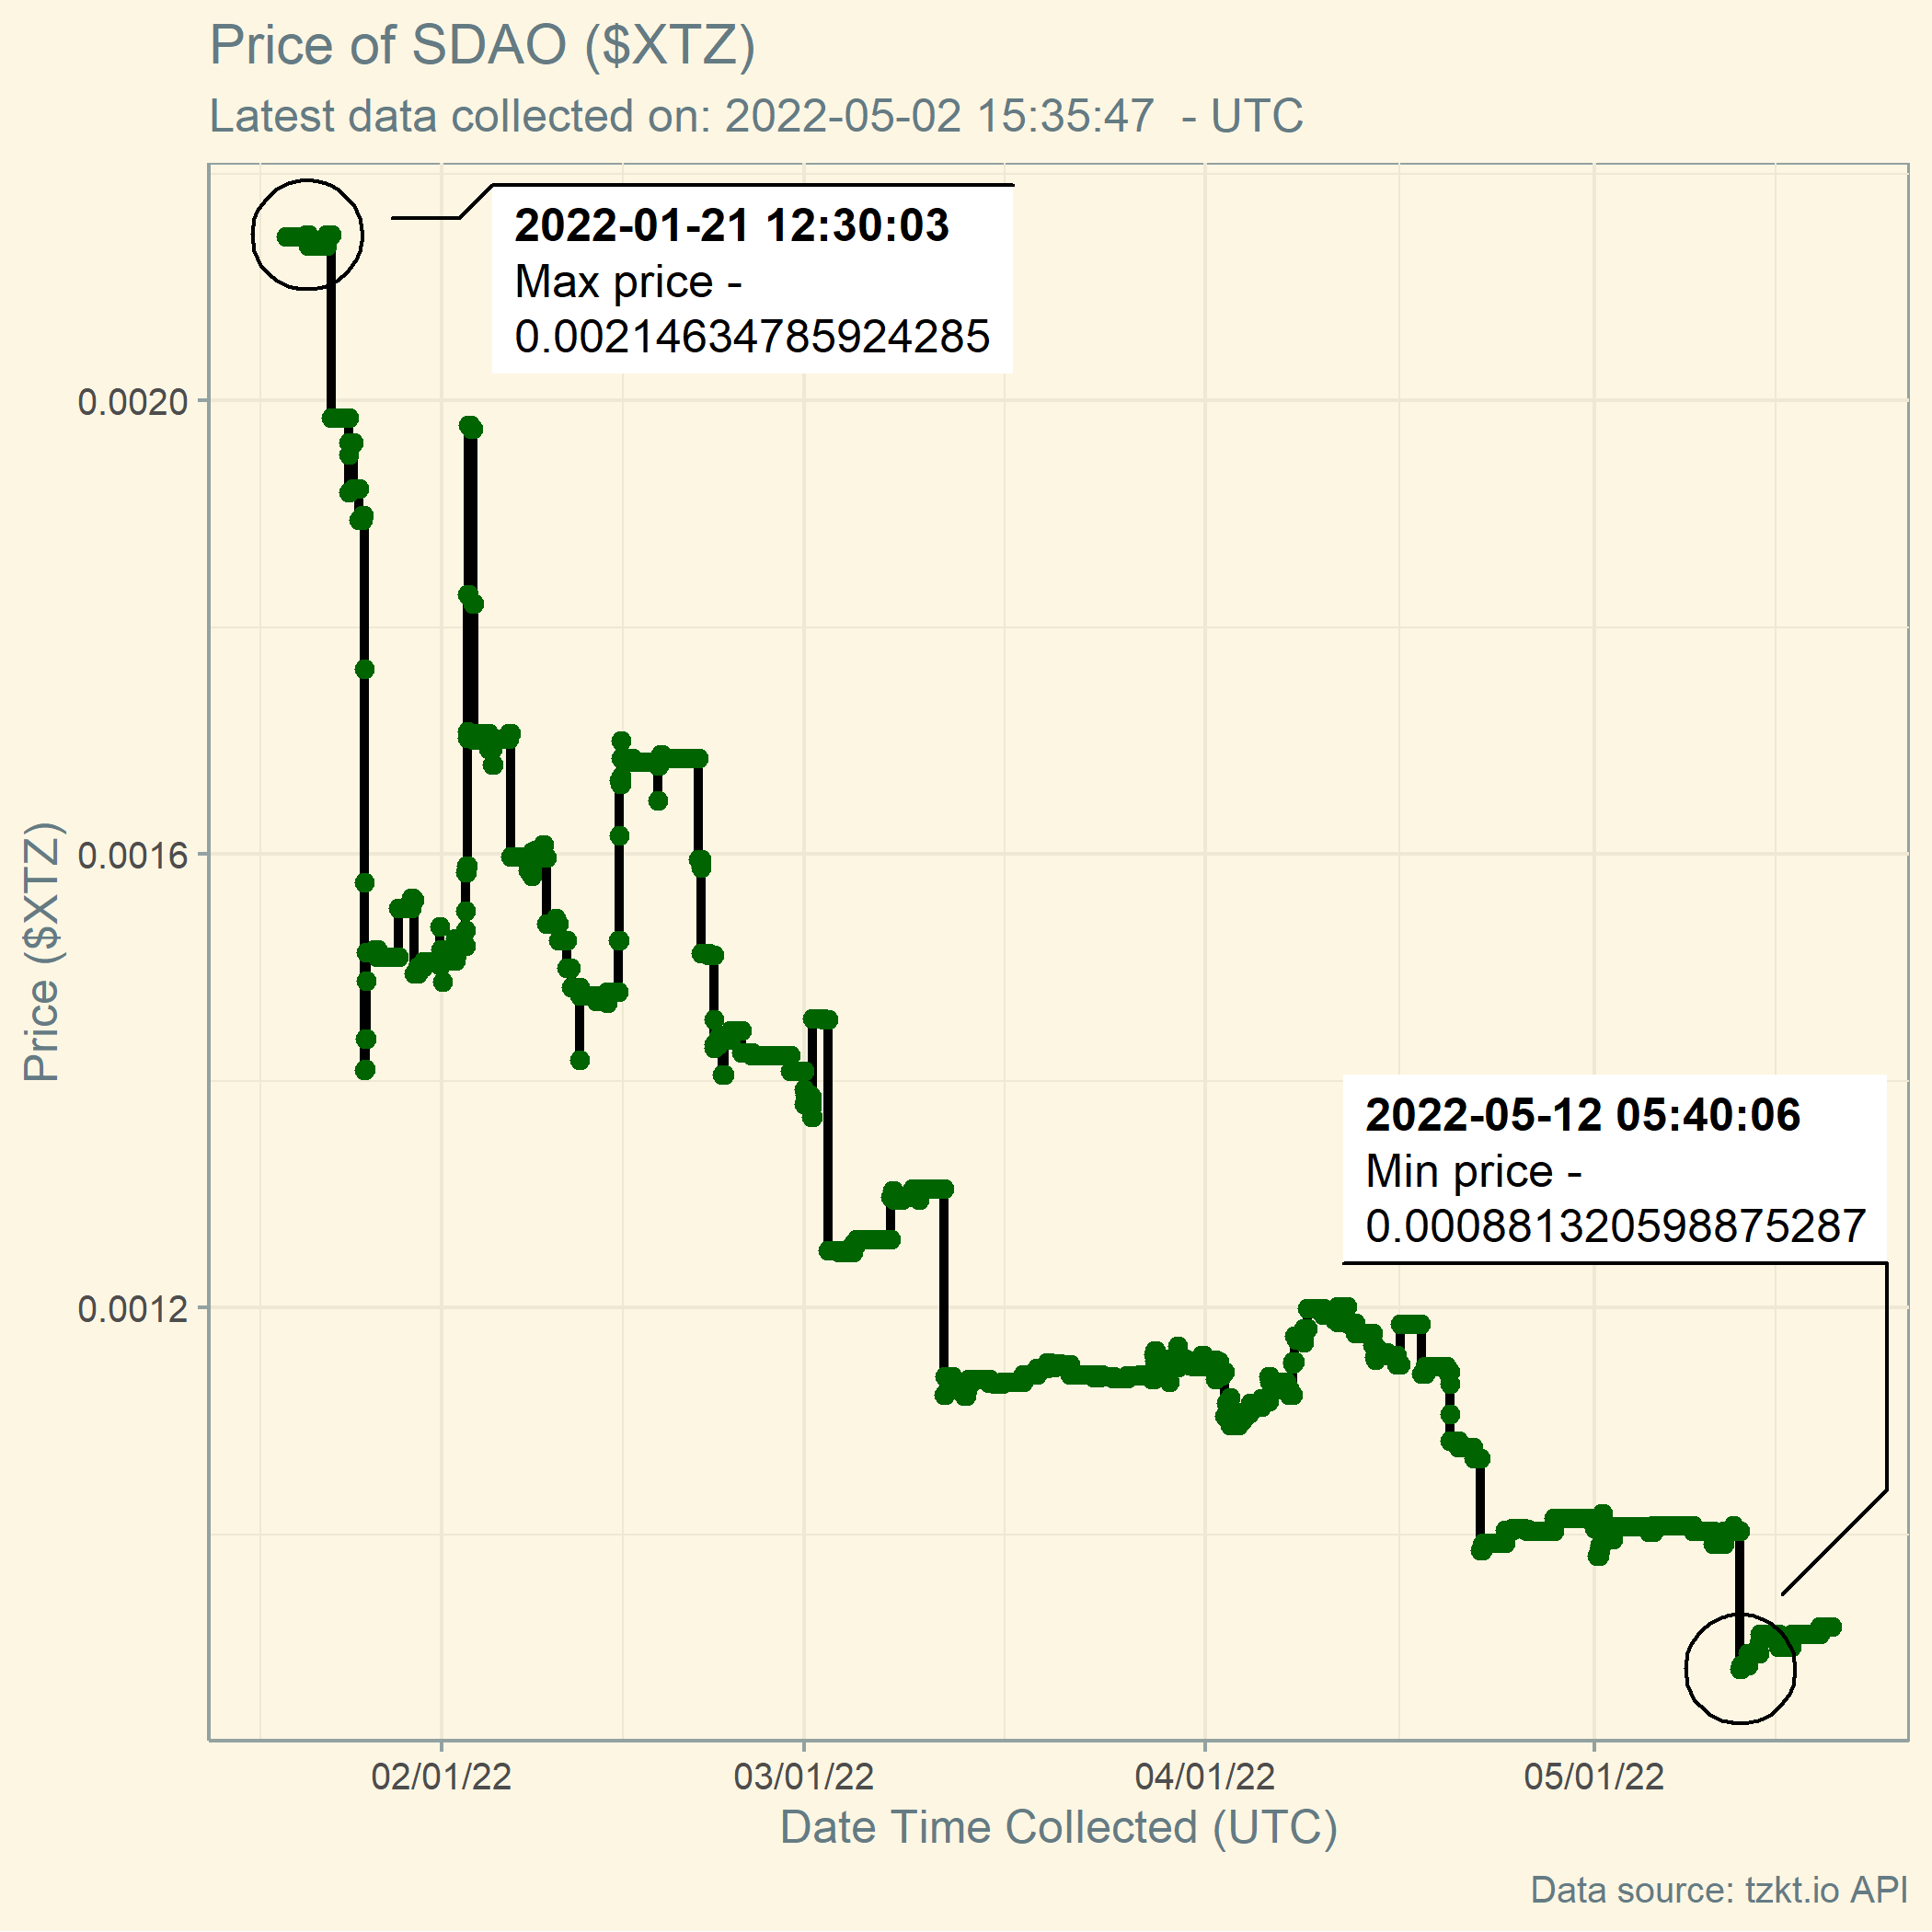 Price of SDAO ($XTZ)
Latest data collected on: 2022-05-02 15:35:47  - UTC
2022-01-21 12:30:03
Max price -
0.00214634785924285
0.0020
0.0016
0.0012
Price ($XTZ)
2022-05-12 05:40:06
Min price -
0.000881320598875287
02/01/22
03/01/22
04/01/22
05/01/22
Date Time Collected (UTC)
Data source: tzkt.io API